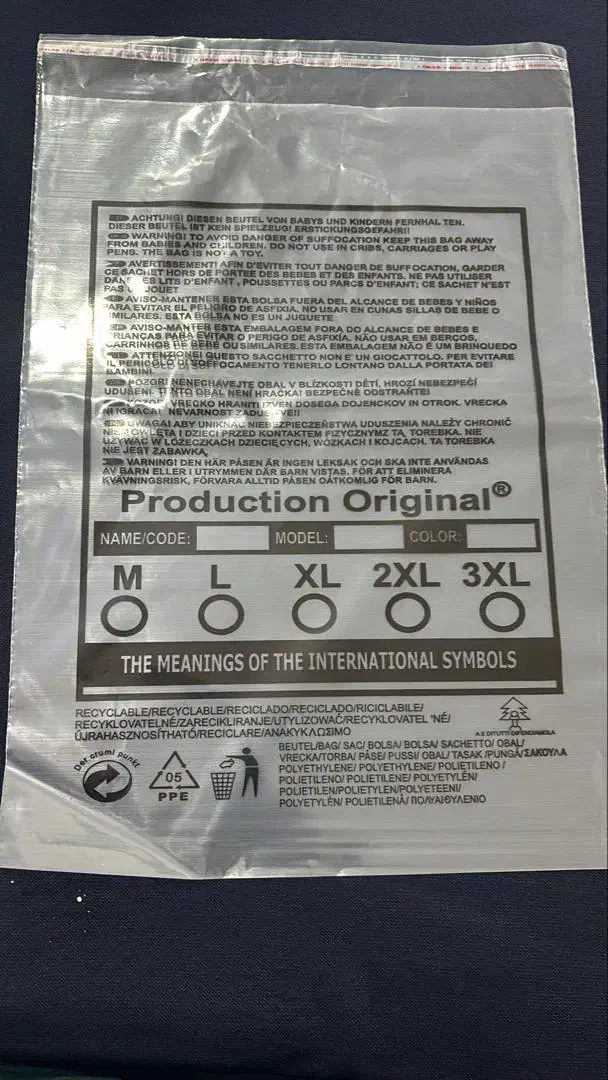 ACHTUNG! DIESEN BEUTEL VON BABYS UND KINDERN FERNHAL TEN.
DIESER BEUTEL IST KEIN SPIELZEUG! ERSTICKUNGSGEFAHR!!
WARNING! TO AVOID DANGER OF SUFFOCATION KEEP THIS BAG AWAY
FROM BABIES AND CHILDREN. DO NOT USE IN CRIBS, CARRIAGES OR PLAY
PENS. THE BAG IS NOT A TOY.
AVERTISSEMENT! AFIN D'EVITER TOUT DANGER DE SUFFOCATION, GARDER
CE SACHET HORS DE PORTEE DES BEBES ET DES ENFANTS. NE PAS UTILISER
DANS LES LITS D'ENFANT, POUSSETTES OU PARCS D'ENFANT; CE SACHET N'EST
PAS JOUET
AVISO-MANTENER ESTA BOLSA FUERA DEL ALCANCE DE BEBES Y NIÑOS
PARA EVITAR EL PELIGRO DE ASFIXIA. NO USAR EN CUNAS SILLAS DE BEBE O
SIMILARES. ESTA BOLSA NO ES UN JUGUETE
AVISO-MANTER ESTA EMBALAGEM FORA DO ALCANCE DE BEBES E
CRIANÇAS PARA EVITAR O PERIGO DE ASFIXIA. NÃO USAR EM BERÇOS,
CARRINHOS DE BEBE OU SIMILARES. ESTA EMBALAGEM NÃO E UM BRINQUEDO
ATTENZIONE! QUESTO SACCHETTO NON E' UN GIOCATTOLO. PER EVITARE
IL PERICOLO DI SOFFOCAMENTO TENERLO LONTANO DALLA PORTATA DEI
BAMBINI
POZOR! NENECHÁVEJTE OBAL V BLÍZKOSTI DĚTÍ, HROZÍ NEBEZPEČÍ
UDUŠENÍ. TENTO OBAL NENÍ HRAČKA! BEZPEČNĚ ODSTRAŇTE!
VRECKO HRANITI IZVEN DOSEGA DOJENCKOV IN OTROK. VRECKA
NI IGRACA! NEVARNOST ZADUSITVE!!
UWAGA! ABY UNIKNĄĆ NIEBEZPIECZEŃSTWA UDUSZENIA NALEŻY CHRONIĆ
NIEMOWLĘTA I DZIECI PRZED KONTAKTEM FIZYCZNYMZ TĄ TOREBKA. NIE
UŻYWAĆ W ŁÓŻECZKACH DZIECIĘCYCH, WÓZKACH I KOJCACH. TA TOREBKA
NIE JEST ZABAWKĄ
VARNING! DEN HÄR PÅSEN ÄR INGEN LEKSAK OCH SKA INTE ANVÄNDAS
AV BARN ELLER I UTRYMMEN DÄR BARN VISTAS. FÖR ATT ELIMINERA
KVÄVNINGSRISK, FÖRVARA ALLTID PÅSEN OÅTKOMLIG FÖR BARN.
Production Original®
NAME/CODE: MODEL: COLOR:
M L XL 2XL 3XL
THE MEANINGS OF THE INTERNATIONAL SYMBOLS
RECYCLABLE/RECYCLABLE/RECICLADO/RECICLADO/RICICLABILE/
RECYKLOVATELNÉ/ZARECIKLIRANJE/UTYLIZOWAĆ/RECYKLOVATEL 'NÉ/
ÚJRAHASZNOSÍTHATÓ/RECICLARE/ΑΝΑΚΥΚΛΩΣΙΜΟ
Der grunl punkt
05
PPE
BEUTEL/BAG/ SAC/ BOLSA/ BOLSA/ SACHETTO/ OBAL/
VRECKA/TORBA/ PÅSE/ PUSSI/ OBAL/ TASAK /PUNGA/ΣΑΚΟΥΛΑ
POLYETHYLENE/ POLYETHYLENE/ POLIETILENO /
POLIETILENO/ POLIETILENE/ POLYETYLÉN/
POLIETILEN/POLIETYLEN/POLYETEENI/
POLYETYLÉN/ POLIETILENĂ/ ΠΟΛΥΑΙΘΥΛΕΝΙΟ